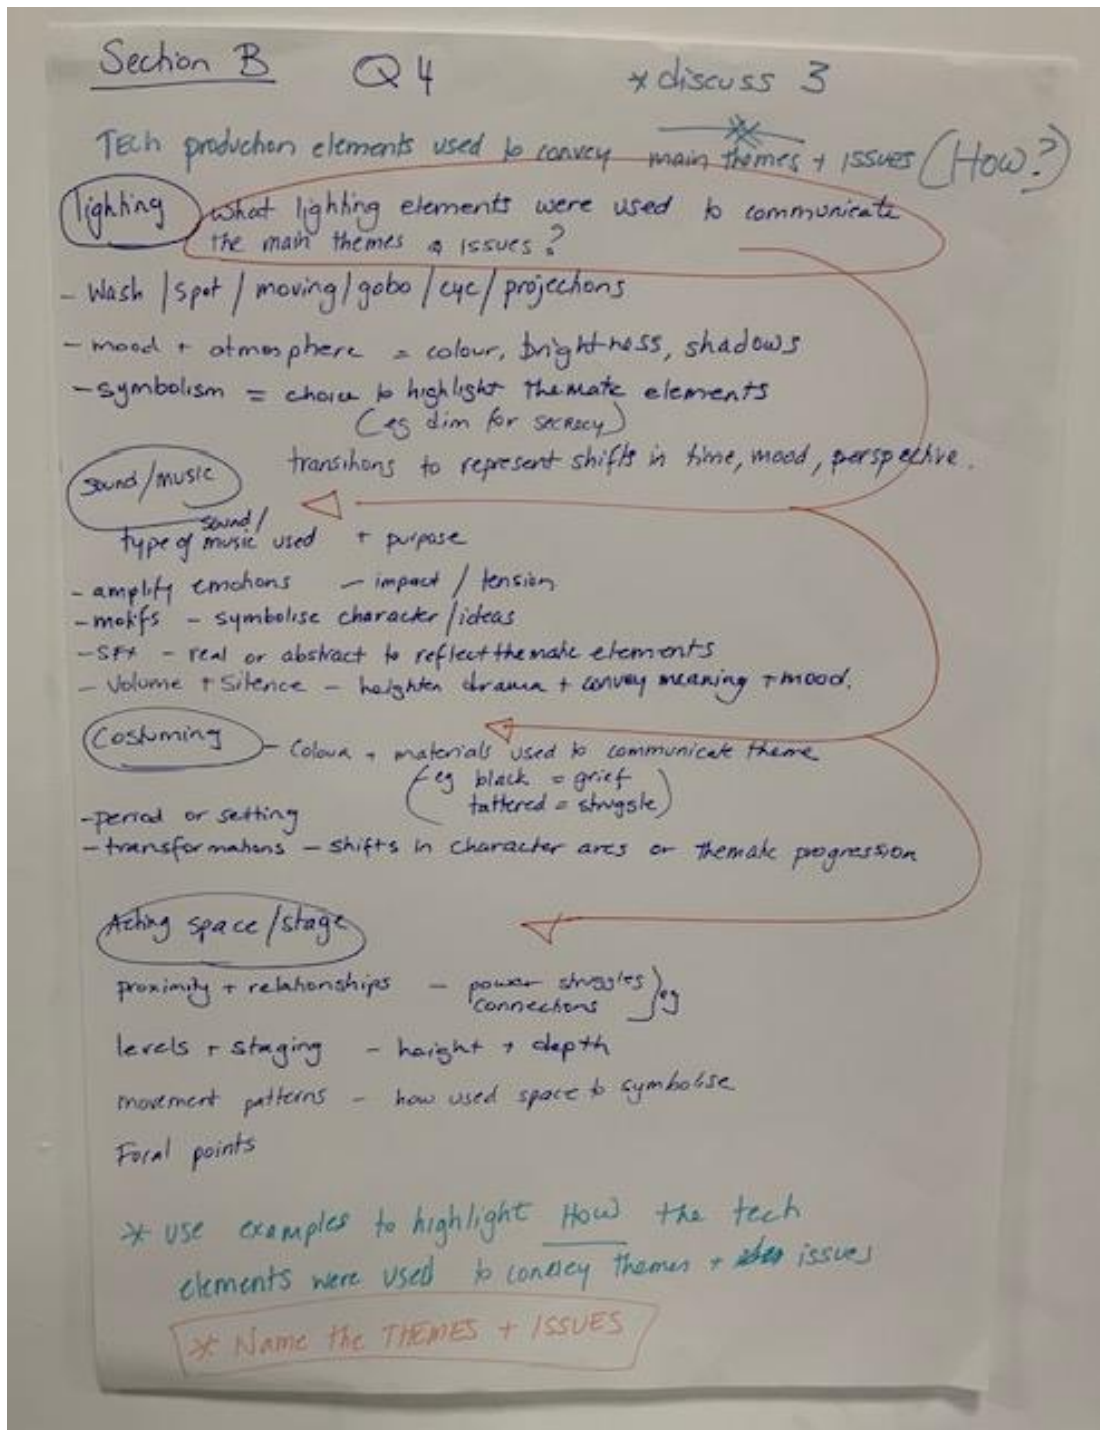 Section B Q4 * discuss 3
Tech production elements used to convey main themes + issues (How?)
lighting what lighting elements were used to communicate
the main themes & issues?
- Wash / spot / moving / gobo / cyc / projections
- mood + atmosphere = colour, brightness, shadows
- symbolism = choice to highlight thematic elements
(eg dim for secrecy)
transitions to represent shifts in time, mood, perspective.
sound/music
sound/
type of music used + purpose
- amplify emotions - impact / tension
- motifs - symbolise character/ideas
- SFX - real or abstract to reflect thematic elements
- Volume + Silence - heighten drama + convey meaning + mood.
Costuming - Colour + materials used to communicate theme
(eg black = grief
tattered = struggle)
- period or setting
- transformations - shifts in character arcs or thematic progression
Acting space/stage
proximity + relationships - power struggles
connections } eg
levels + staging - height + depth
movement patterns - how used space to symbolise
Focal points
* use examples to highlight How the tech
elements were used to convey themes + issues
* Name the THEMES + ISSUES